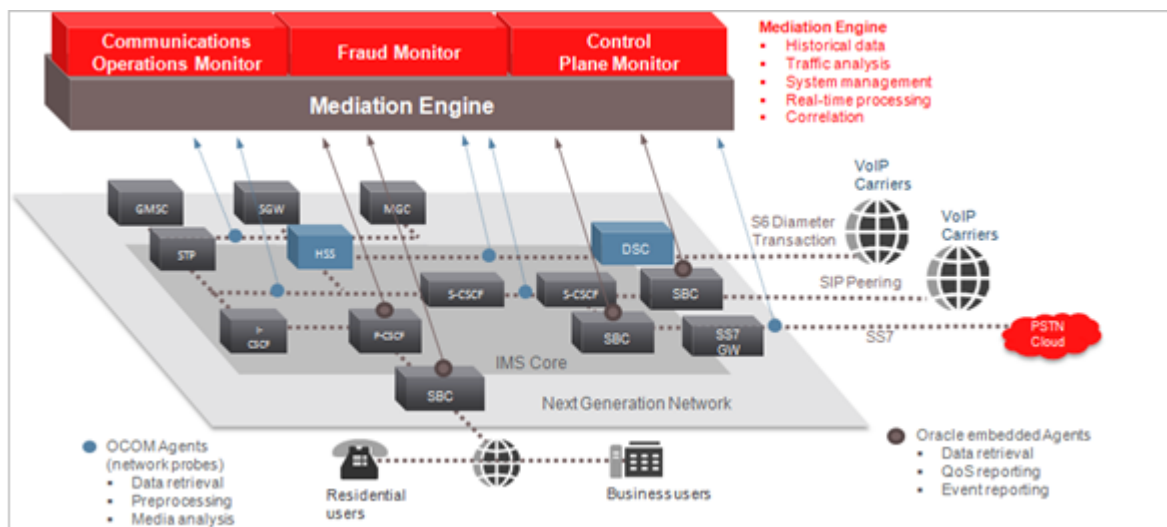 Communications
Operations Monitor
Fraud Monitor
Control
Plane Monitor
Mediation Engine
Mediation Engine
▪ Historical data
▪ Traffic analysis
▪ System management
▪ Real-time processing
▪ Correlation
VoIP
Carriers
VoIP
Carriers
GMSC
SGW
MGC
STP
HSS
DSC
S6 Diameter
Transaction
S-CSCF
S-CSCF
SBC
SIP Peering
I-
CSCF
P-CSCF
SBC
SS7
GW
SS7
PSTN
Cloud
IMS Core
SBC
Next Generation Network
OCOM Agents
(network probes)
• Data retrieval
• Preprocessing
• Media analysis
Residential
users
Business users
Oracle embedded Agents
• Data retrieval
• QoS reporting
• Event reporting